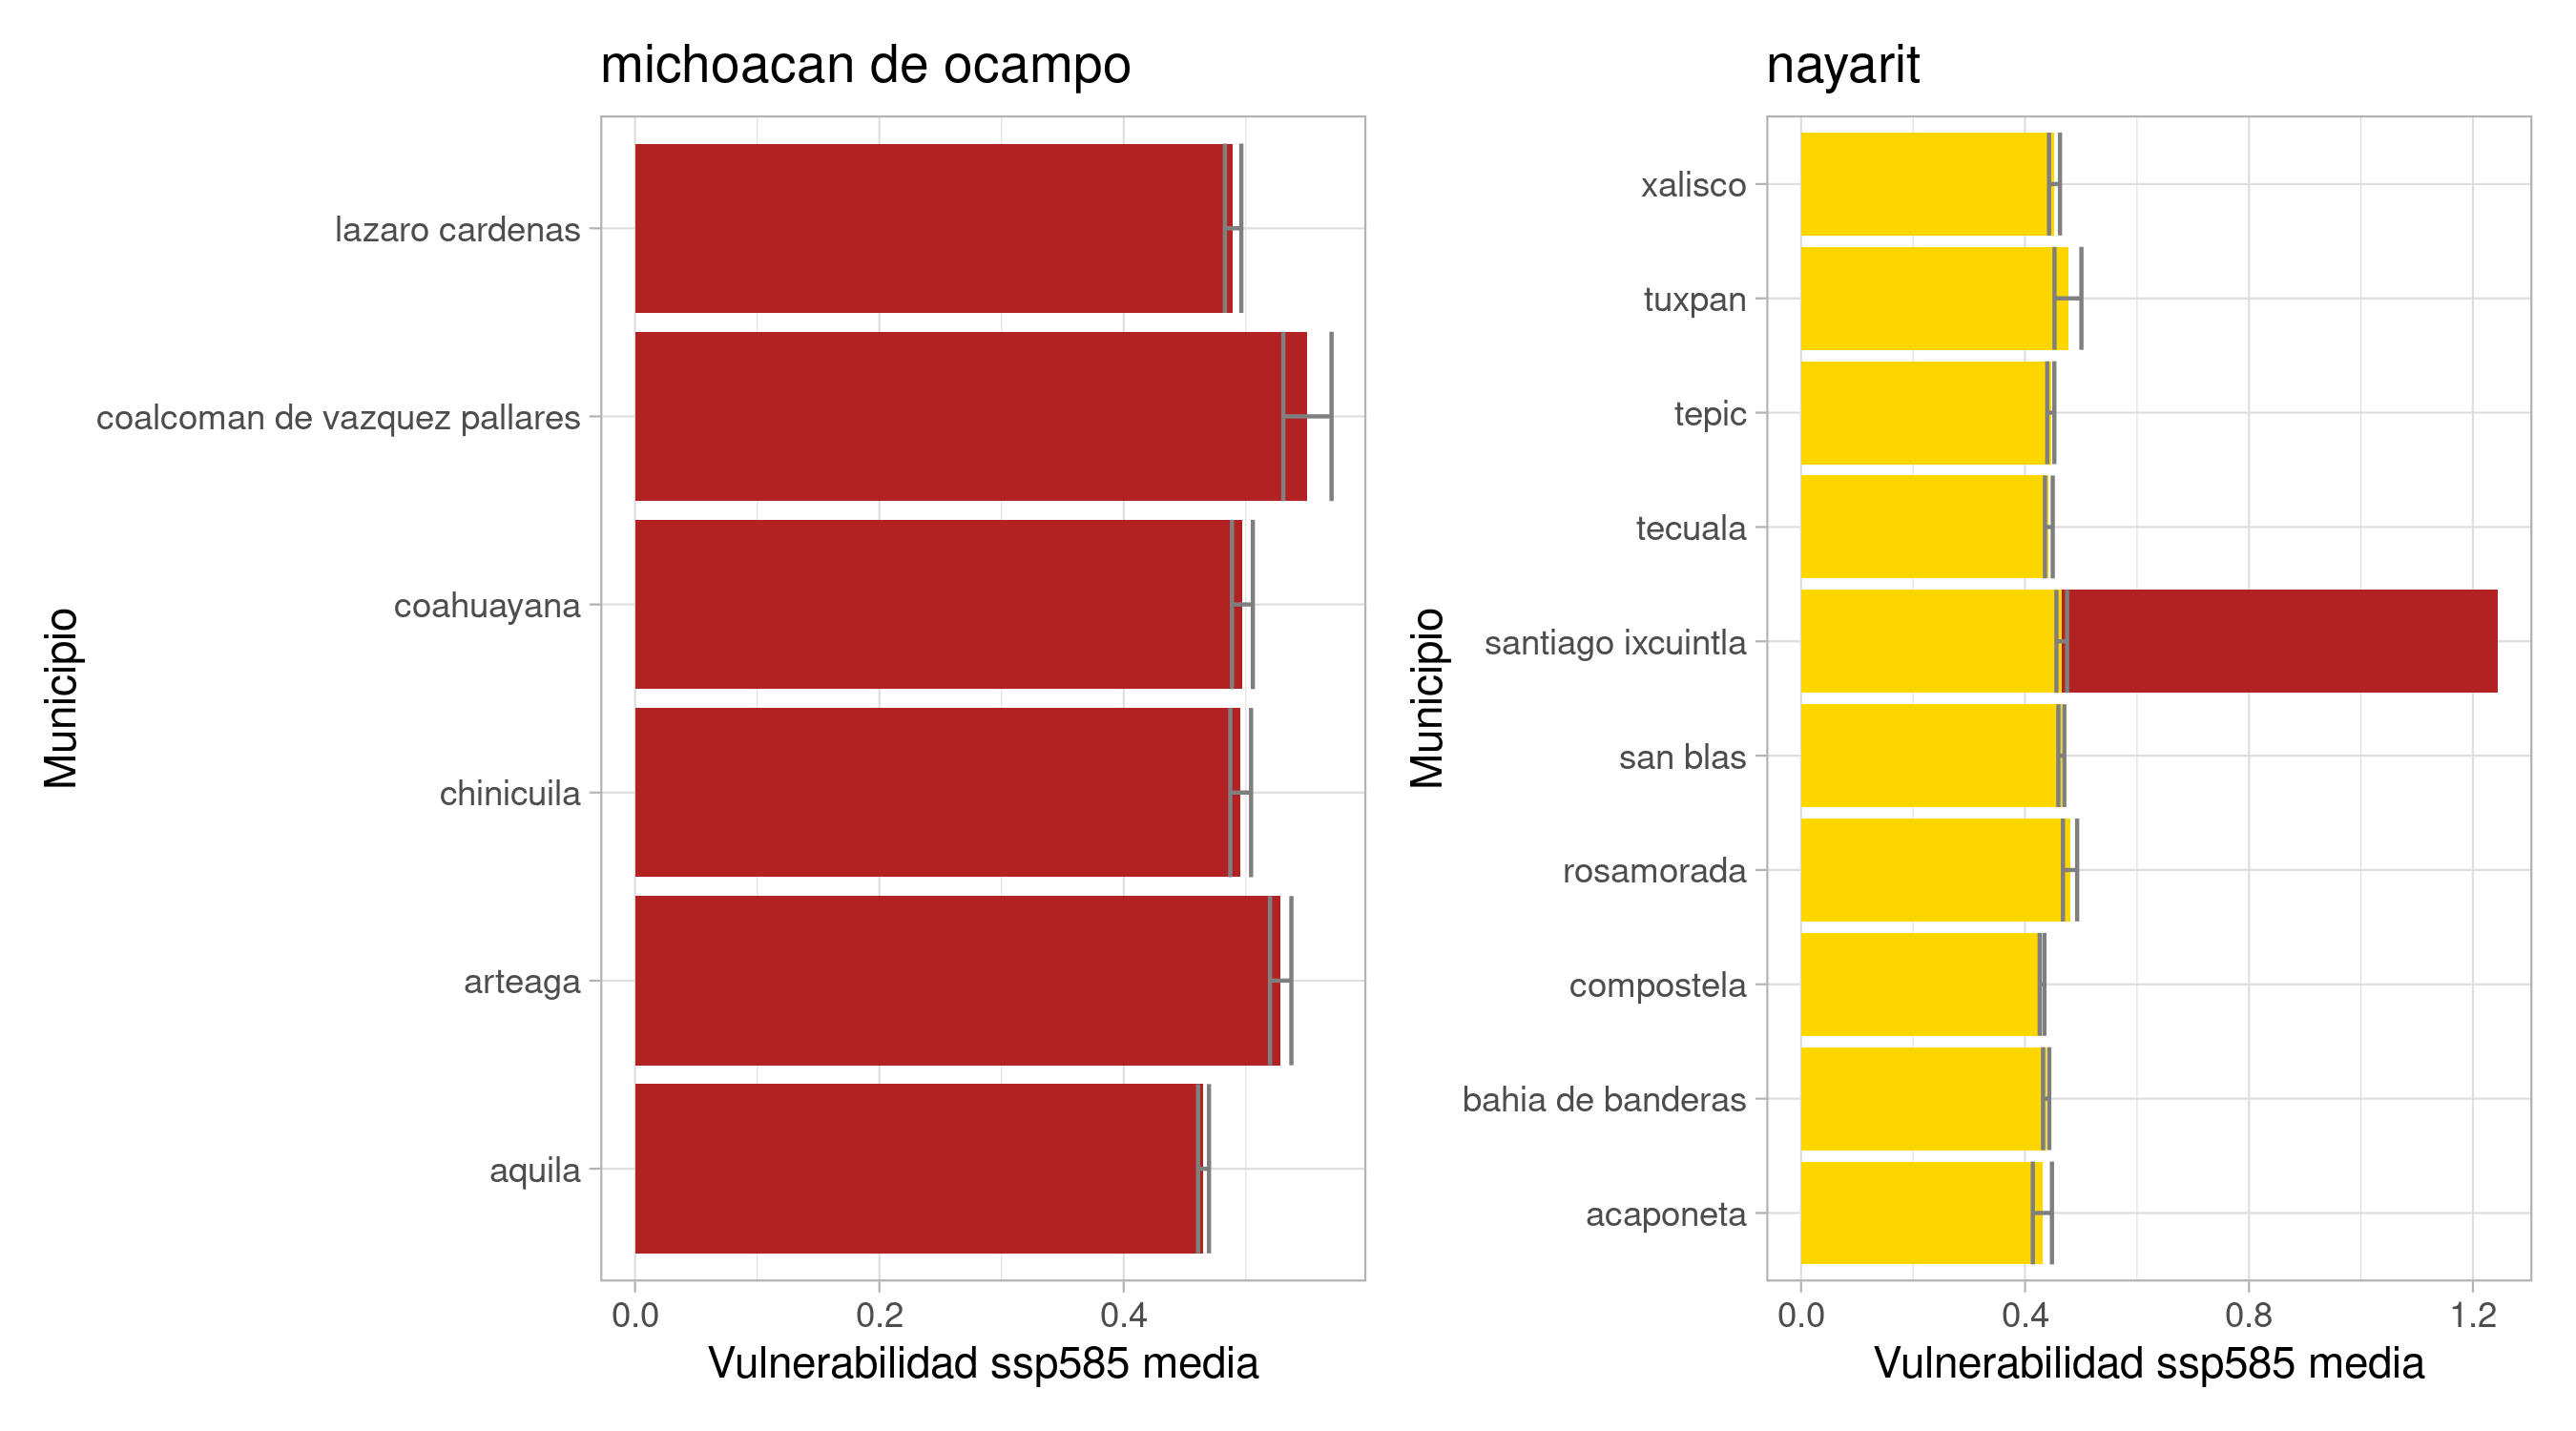 michoacan de ocampo
Municipio
lazaro cardenas
coalcoman de vazquez pallares
coahuayana
chinicuila
arteaga
aquila
0.0 0.2 0.4
Vulnerabilidad ssp585 media
nayarit
Municipio
xalisco
tuxpan
tepic
tecuala
santiago ixcuintla
san blas
rosamorada
compostela
bahia de banderas
acaponeta
0.0 0.4 0.8 1.2
Vulnerabilidad ssp585 media